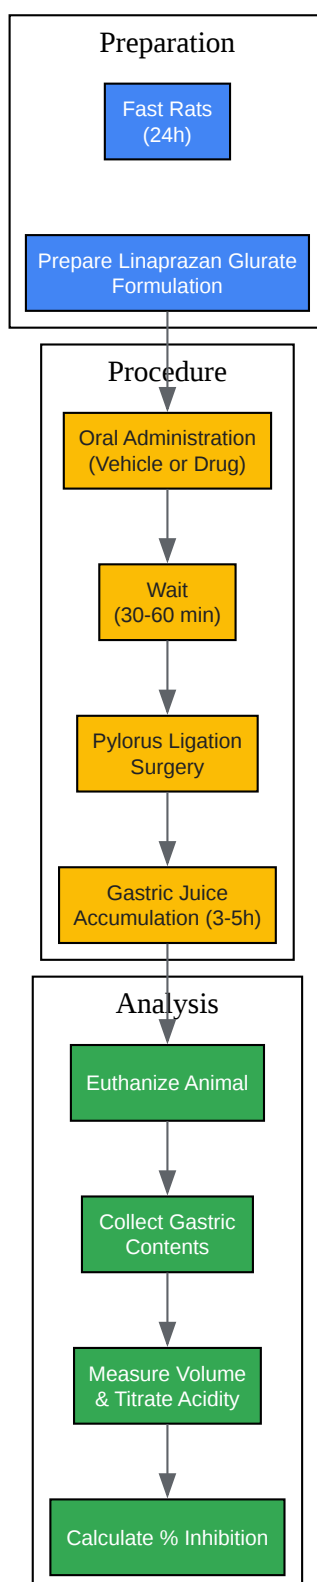 Preparation
Fast Rats
(24h)
Prepare Linaprazan Glurate
Formulation
Procedure
Oral Administration
(Vehicle or Drug)
Wait
(30-60 min)
Pylorus Ligation
Surgery
Gastric Juice
Accumulation (3-5h)
Analysis
Euthanize Animal
Collect Gastric
Contents
Measure Volume
& Titrate Acidity
Calculate % Inhibition